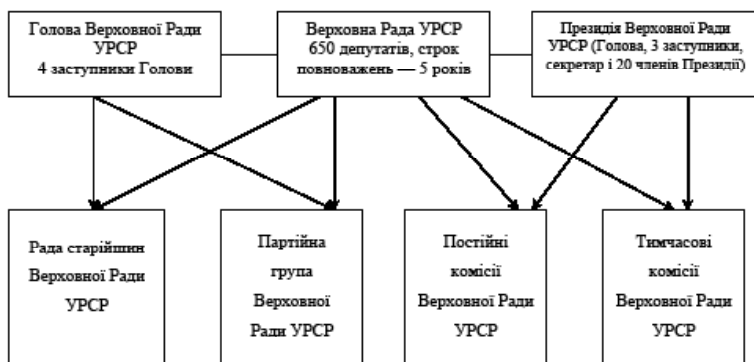 Голова Верховної Ради
УРСР
4 заступники Голови
Верховна Рада УРСР
650 депутатів, строк
повноважень — 5 років
Президія Верховної Ради
УРСР (Голова, 3 заступники,
секретар і 20 членів Президії)
Рада старійшин
Верховної Ради
УРСР
Партійна
група
Верховної
Ради УРСР
Постійні
комісії
Верховної Ради
УРСР
Тимчасові
комісії
Верховної Ради
УРСР